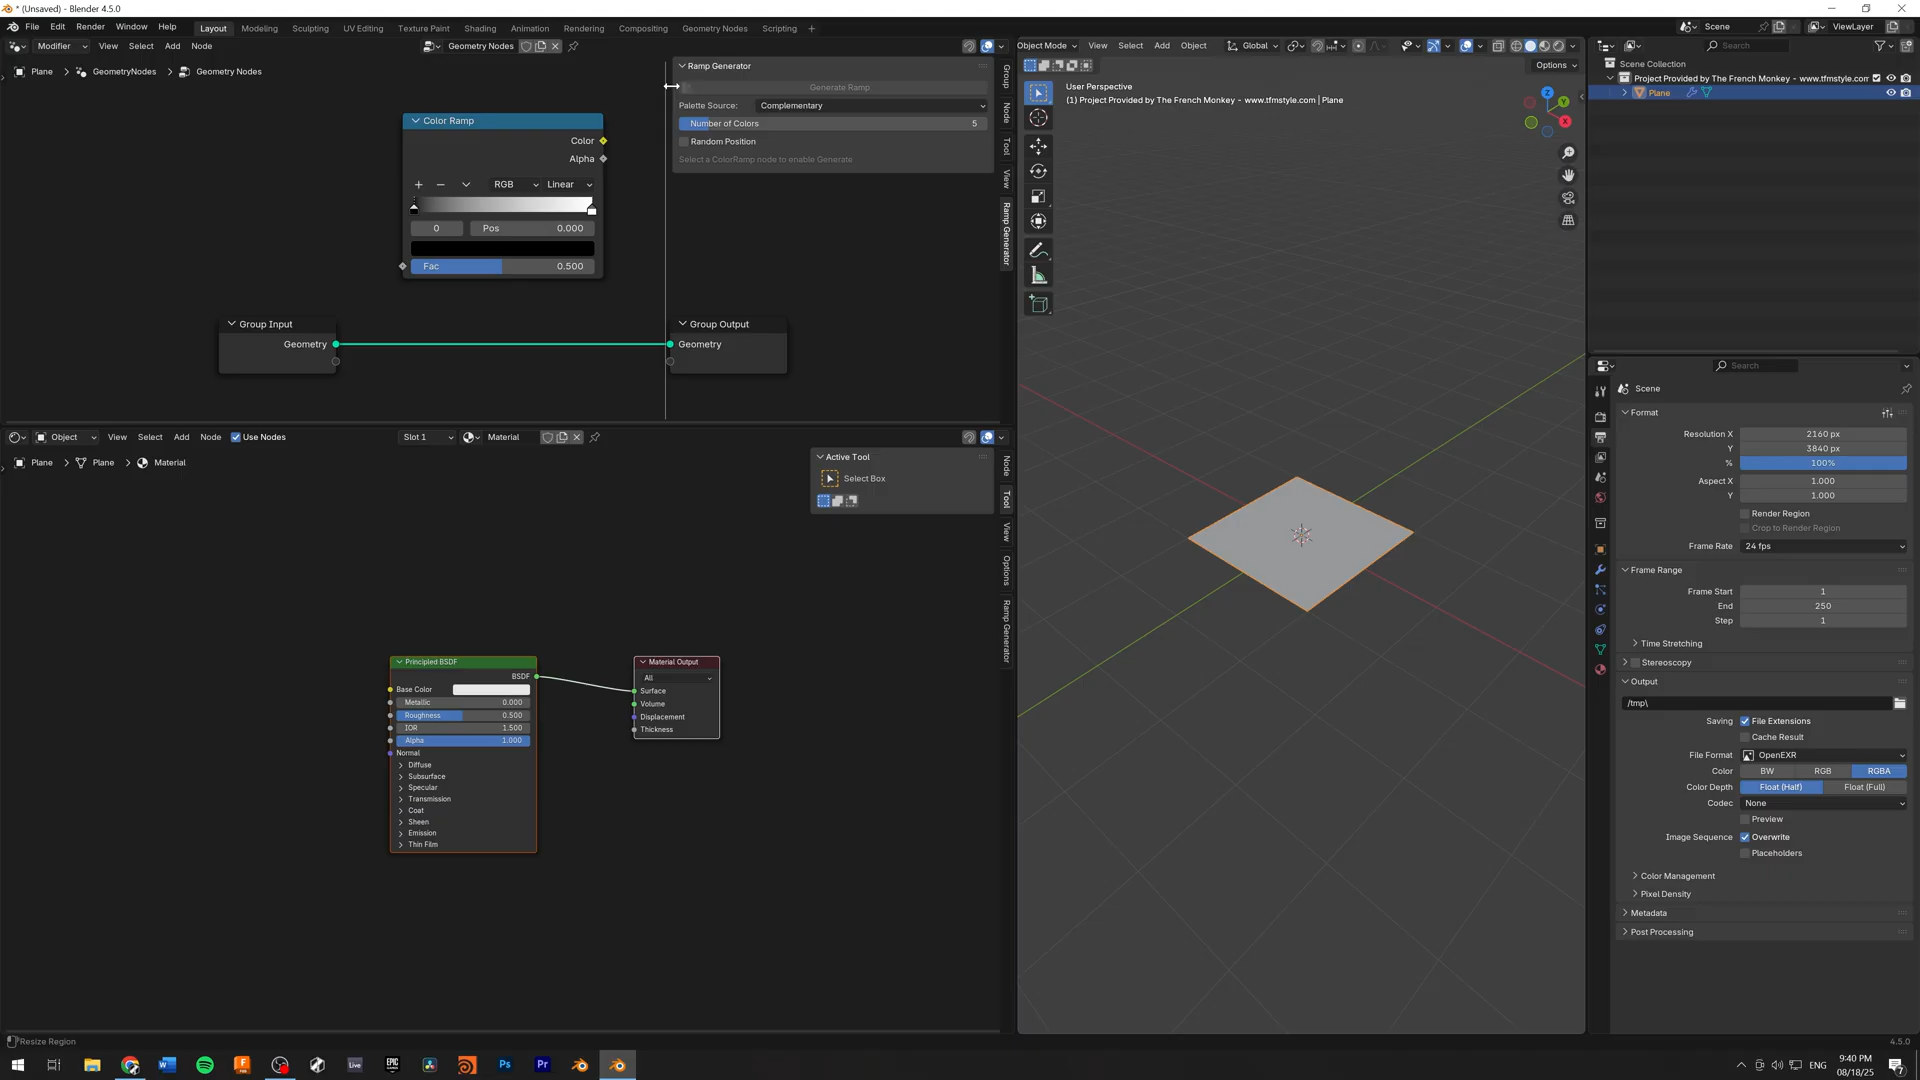 * (Unsaved) - Blender 4.5.0
File Edit Render Window Help Layout Modeling Sculpting UV Editing Texture Paint Shading Animation Rendering Compositing Geometry Nodes Scripting + Scene ViewLayer
Modifier View Select Add Node Geometry Nodes
Plane > GeometryNodes > Geometry Nodes
Ramp Generator
Generate Ramp
Palette Source: Complementary
Number of Colors 5
Random Position
Select a ColorRamp node to enable Generate
Group
Node
Tool
View
Ramp Generator
Color Ramp
Color
Alpha
RGB Linear
0 Pos 0.000
Fac 0.500
Group Input
Geometry
Group Output
Geometry
Object View Select Add Node Use Nodes Slot 1 Material
Plane > Plane > Material
Active Tool
Select Box
Node
Tool
View
Options
Ramp Generator
Principled BSDF
BSDF
Base Color
Metallic 0.000
Roughness 0.500
IOR 1.500
Alpha 1.000
Normal
Diffuse
Subsurface
Specular
Transmission
Coat
Sheen
Emission
Thin Film
Material Output
All
Surface
Volume
Displacement
Thickness
Object Mode View Select Add Object Global
Options
User Perspective
(1) Project Provided by The French Monkey - www.tfmstyle.com | Plane
Z
Y
X
Search
Scene Collection
Project Provided by The French Monkey - www.tfmstyle.com
Plane
Search
Scene
Format
Resolution X 2160 px
Y 3840 px
% 100%
Aspect X 1.000
Y 1.000
Render Region
Crop to Render Region
Frame Rate 24 fps
Frame Range
Frame Start 1
End 250
Step 1
Time Stretching
Stereoscopy
Output
/tmp\
Saving File Extensions
Cache Result
File Format OpenEXR
Color BW RGB RGBA
Color Depth Float (Half) Float (Full)
Codec None
Preview
Image Sequence Overwrite
Placeholders
Color Management
Pixel Density
Metadata
Post Processing
Resize Region
4.5.0
Live
EPIC GAMES
Ps
Pr
ENG
9:40 PM
08/18/25
7